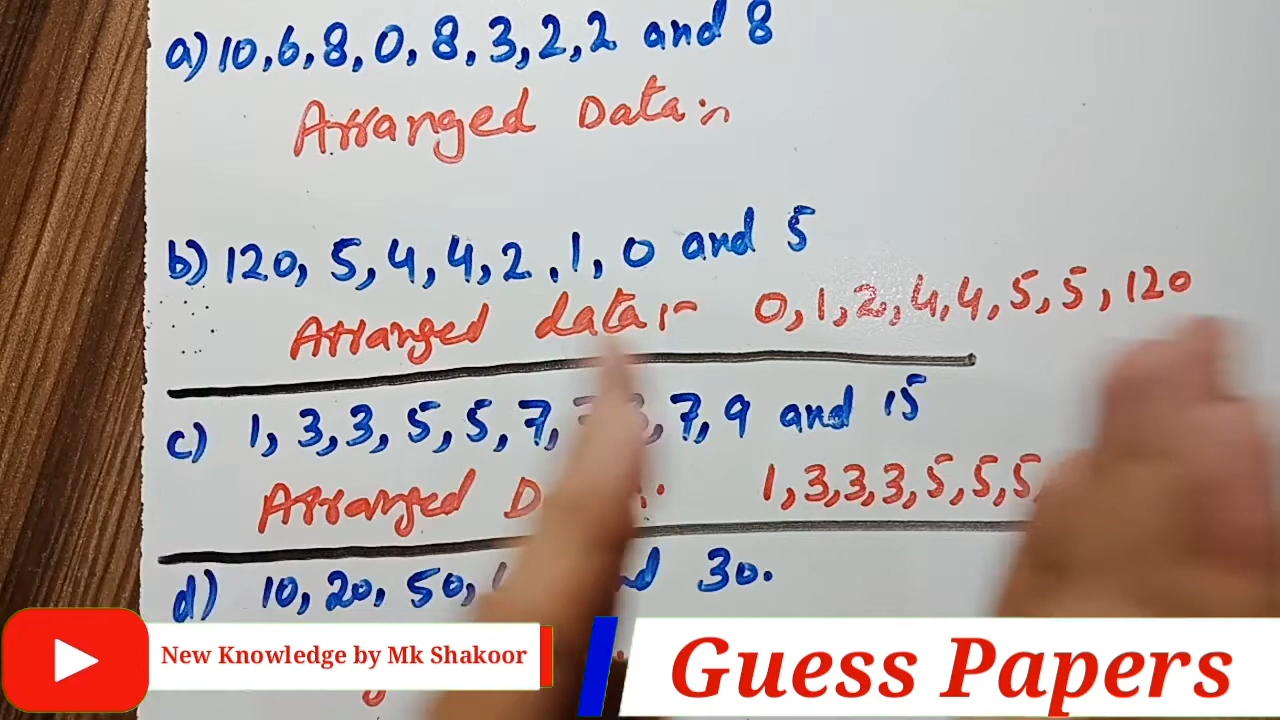 a) 10, 6, 8, 0, 8, 3, 2, 2 and 8
Arranged Data:-
b) 120, 5, 4, 4, 2, 1, 0 and 5
Arranged data:- 0, 1, 2, 4, 4, 5, 5, 120
c) 1, 3, 3, 5, 5, 7, 7, 9 and 15
Arranged 1, 3, 3, 3, 5, 5, 5,
d) 10, 20, 50, 30.
New Knowledge by Mk Shakoor
Guess Papers